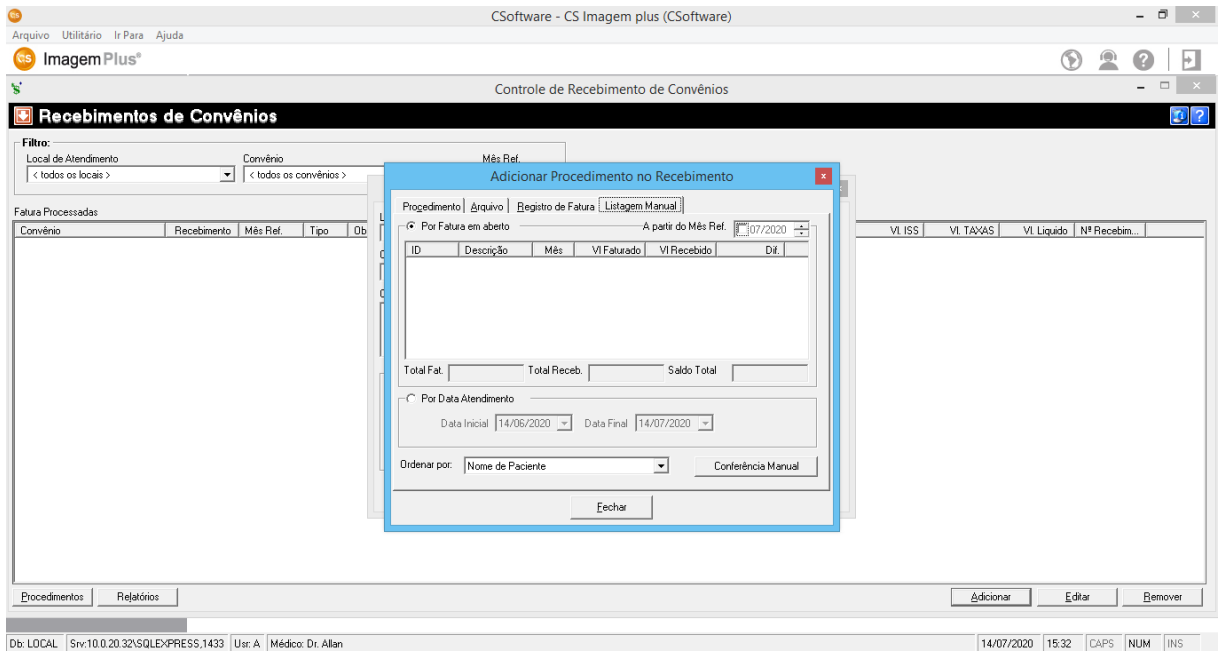 CSoftware - CS Imagem plus (CSoftware)
Arquivo Utilitário Ir Para Ajuda
CS Imagem Plus®
Controle de Recebimento de Convênios
Recebimentos de Convênios
Filtro:
Local de Atendimento Convênio Mês Ref.
< todos os locais > < todos os convênios >
Fatura Processadas
Convênio Recebimento Mês Ref. Tipo Ob Vl. ISS Vl. TAXAS Vl. Liquido Nº Recebim...
Adicionar Procedimento no Recebimento
Procedimento Arquivo Registro de Fatura Listagem Manual
Por Fatura em aberto A partir do Mês Ref. 07/2020
ID Descrição Mês Vl Faturado Vl Recebido Dif.
Total Fat. Total Receb. Saldo Total
Por Data Atendimento
Data Inicial 14/06/2020 Data Final 14/07/2020
Ordenar por: Nome de Paciente Conferência Manual
Fechar
Procedimentos Relatórios Adicionar Editar Remover
Db: LOCAL Srv:10.0.20.32\SQLEXPRESS,1433 Usr: A Médico: Dr. Allan 14/07/2020 15:32 CAPS NUM INS